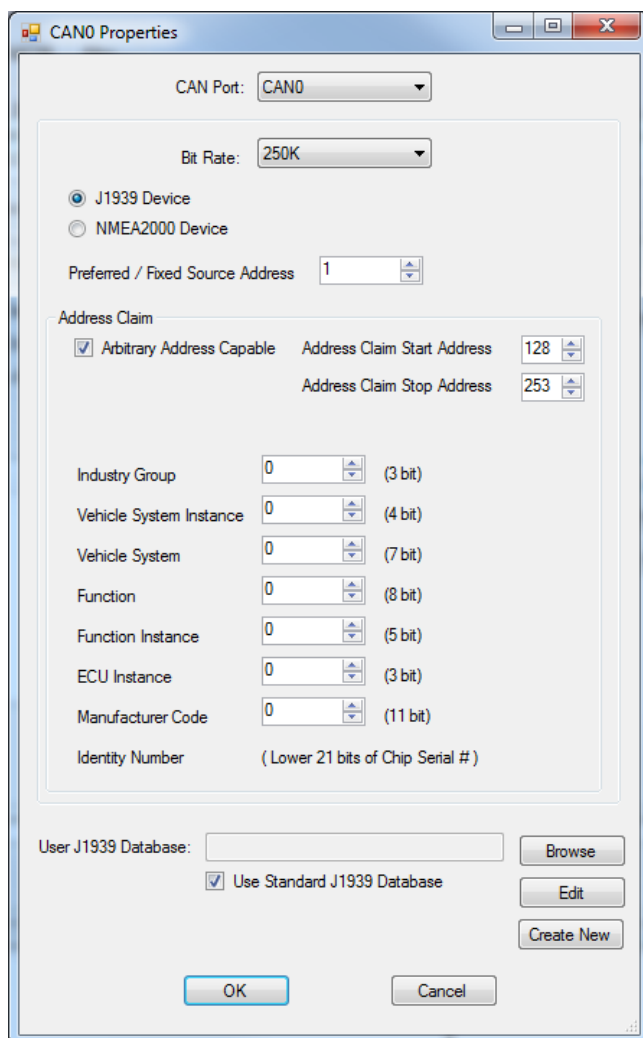 CAN0 Properties
CAN Port: CAN0
Bit Rate: 250K
J1939 Device
NMEA2000 Device
Preferred / Fixed Source Address 1
Address Claim
Arbitrary Address Capable Address Claim Start Address 128
Address Claim Stop Address 253
Industry Group 0 (3 bit)
Vehicle System Instance 0 (4 bit)
Vehicle System 0 (7 bit)
Function 0 (8 bit)
Function Instance 0 (5 bit)
ECU Instance 0 (3 bit)
Manufacturer Code 0 (11 bit)
Identity Number ( Lower 21 bits of Chip Serial # )
User J1939 Database: Browse
Use Standard J1939 Database Edit
Create New
OK Cancel